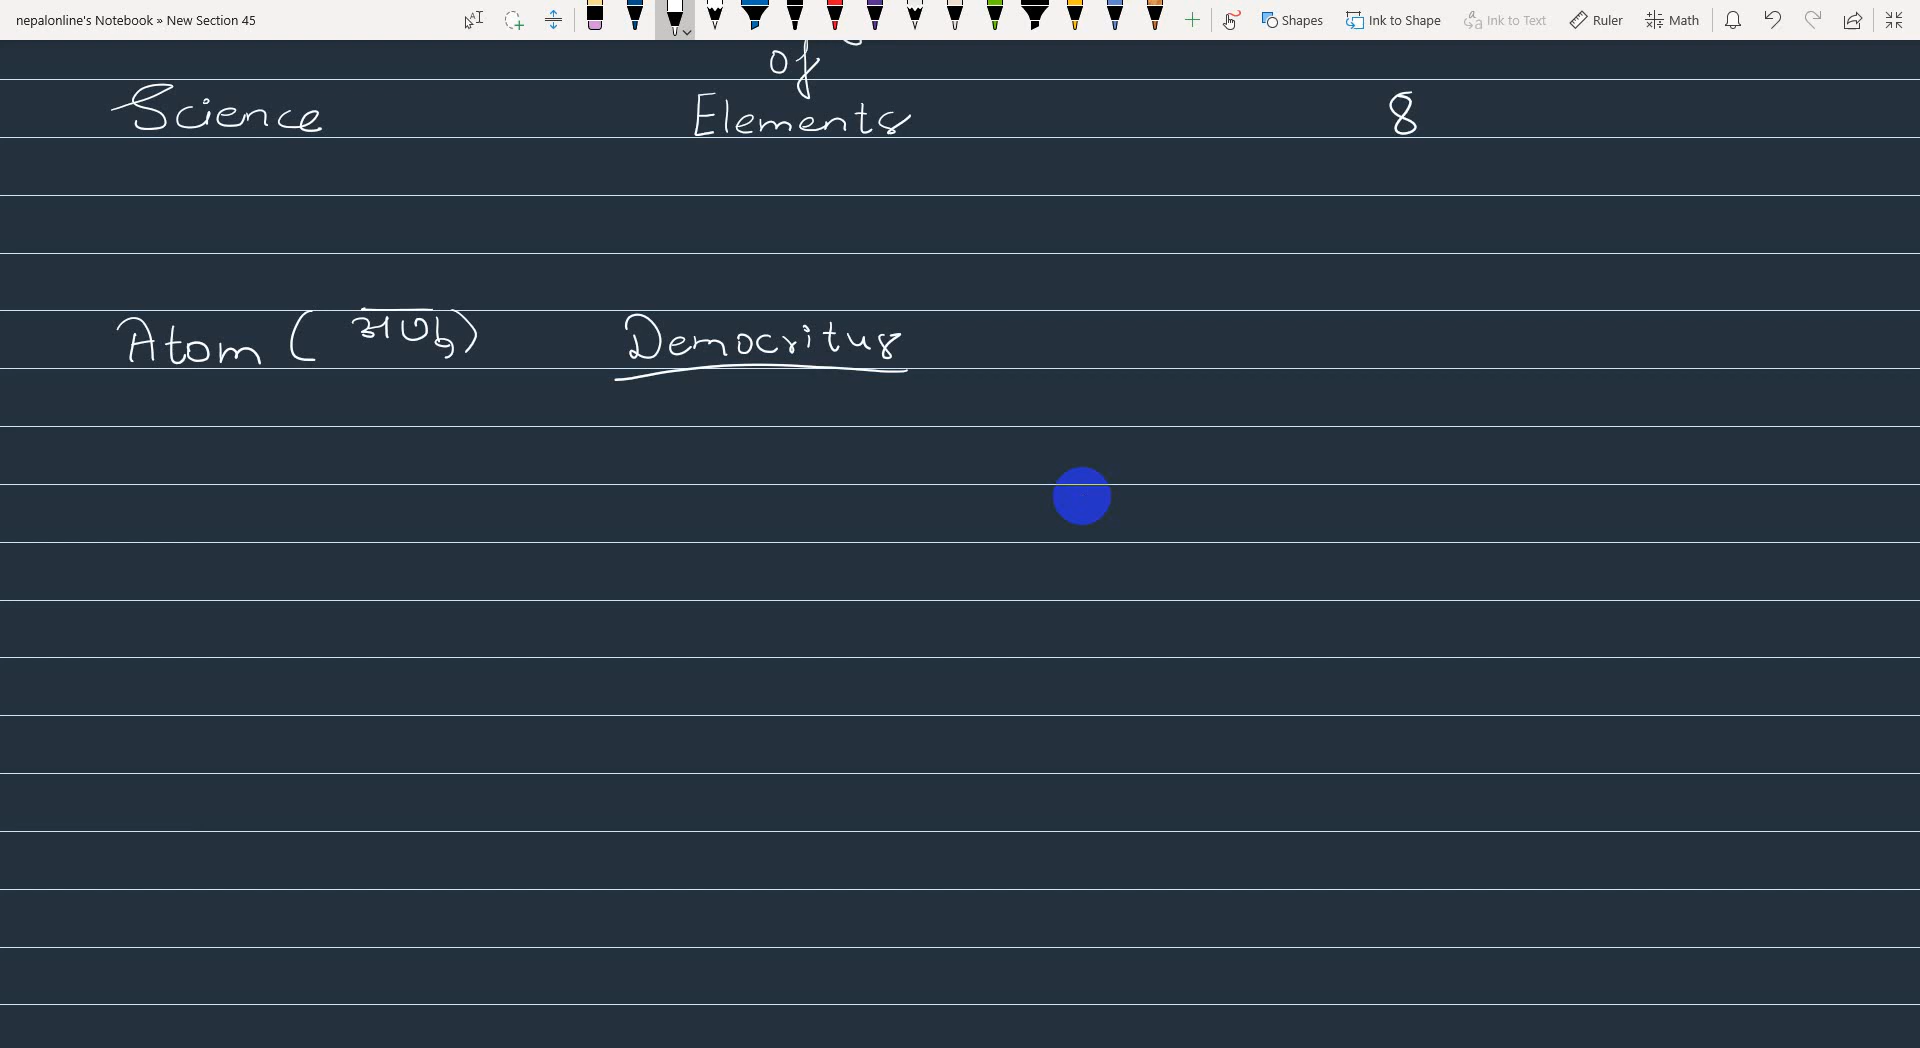 nepalonline's Notebook » New Section 45
Shapes
Ink to Shape
Ink to Text
Ruler
Math
of
Science Elements 8
Atom (अणु) Democritus